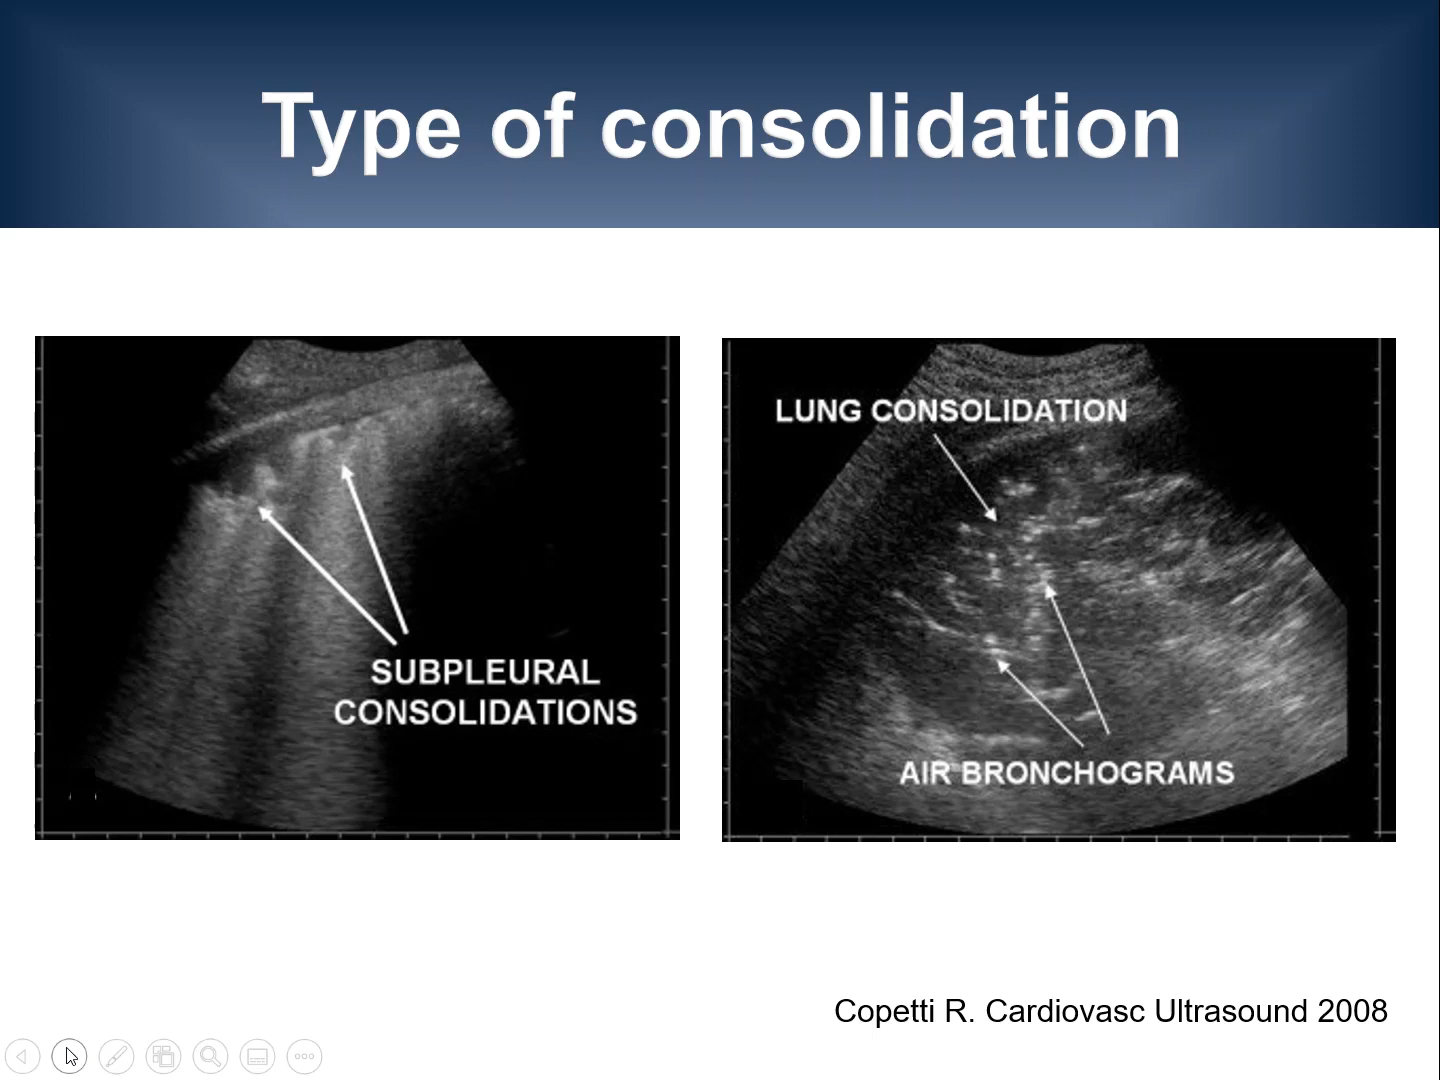 Type of consolidation
SUBPLEURAL
CONSOLIDATIONS
LUNG CONSOLIDATION
AIR BRONCHOGRAMS
Copetti R. Cardiovasc Ultrasound 2008